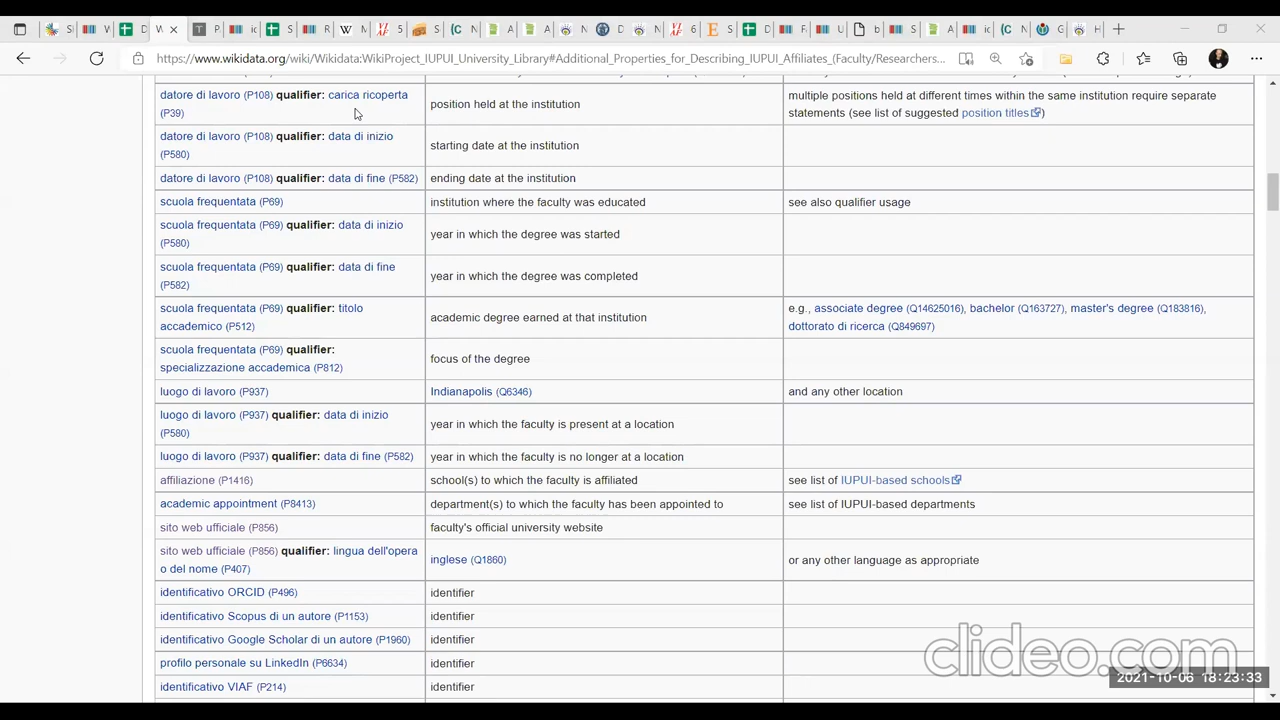 https://www.wikidata.org/wiki/Wikidata:WikiProject_IUPUI_University_Library#Additional_Properties_for_Describing_IUPUI_Affiliates_(Faculty/Researchers...
datore di lavoro (P108) qualifier: carica ricoperta
(P39)
position held at the institution
multiple positions held at different times within the same institution require separate
statements (see list of suggested position titles)
datore di lavoro (P108) qualifier: data di inizio
(P580)
starting date at the institution
datore di lavoro (P108) qualifier: data di fine (P582)
ending date at the institution
scuola frequentata (P69)
institution where the faculty was educated
see also qualifier usage
scuola frequentata (P69) qualifier: data di inizio
(P580)
year in which the degree was started
scuola frequentata (P69) qualifier: data di fine
(P582)
year in which the degree was completed
scuola frequentata (P69) qualifier: titolo
accademico (P512)
academic degree earned at that institution
e.g., associate degree (Q14625016), bachelor (Q163727), master's degree (Q183816),
dottorato di ricerca (Q849697)
scuola frequentata (P69) qualifier:
specializzazione accademica (P812)
focus of the degree
luogo di lavoro (P937)
Indianapolis (Q6346)
and any other location
luogo di lavoro (P937) qualifier: data di inizio
(P580)
year in which the faculty is present at a location
luogo di lavoro (P937) qualifier: data di fine (P582)
year in which the faculty is no longer at a location
affiliazione (P1416)
school(s) to which the faculty is affiliated
see list of IUPUI-based schools
academic appointment (P8413)
department(s) to which the faculty has been appointed to
see list of IUPUI-based departments
sito web ufficiale (P856)
faculty's official university website
sito web ufficiale (P856) qualifier: lingua dell'opera
o del nome (P407)
inglese (Q1860)
or any other language as appropriate
identificativo ORCID (P496)
identifier
identificativo Scopus di un autore (P1153)
identifier
identificativo Google Scholar di un autore (P1960)
identifier
profilo personale su LinkedIn (P6634)
identifier
identificativo VIAF (P214)
identifier
clideo.com
2021-10-06 18:23:33